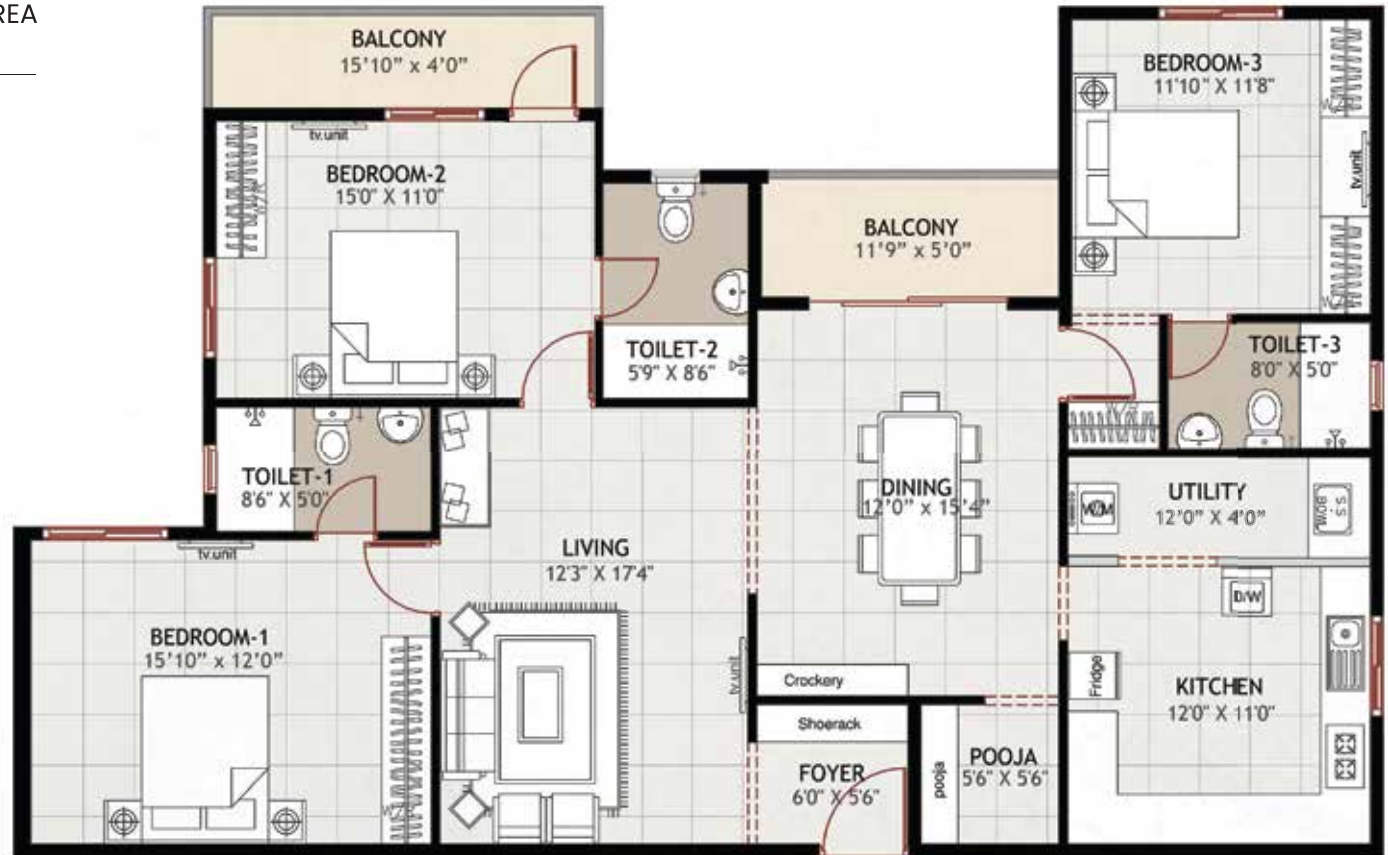 REA
BALCONY
15'10" x 4'0"
tv.unit
BEDROOM-2
15'0" X 11'0"
BEDROOM-3
11'10" X 11'8"
tv.unit
BALCONY
11'9" x 5'0"
TOILET-2
5'9" X 8'6"
TOILET-3
8'0" X 5'0"
TOILET-1
8'6" X 5'0"
DINING
12'0" x 15'4"
UTILITY
12'0" X 4'0"
W/M
S.S.
BOWL
tv.unit
LIVING
12'3" X 17'4"
D/W
BEDROOM-1
15'10" x 12'0"
tv.unit
Crockery
Fridge
KITCHEN
12'0" X 11'0"
Shoerack
FOYER
6'0" X 5'6"
pooja
POOJA
5'6" X 5'6"